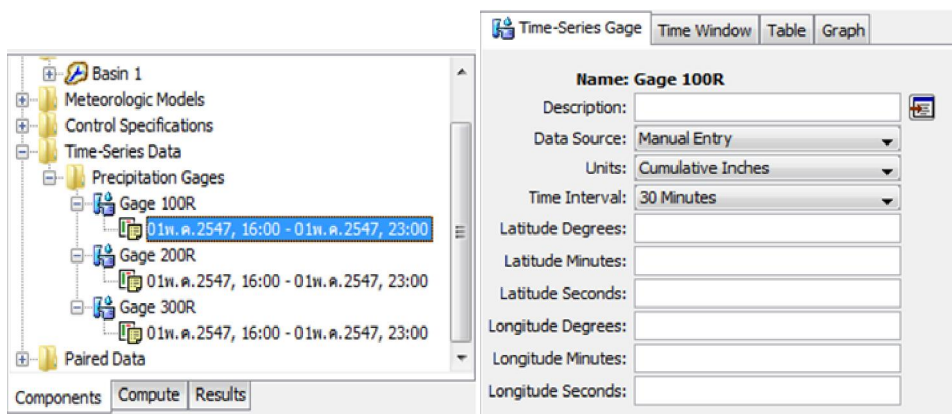 Basin 1
Meteorologic Models
Control Specifications
Time-Series Data
Precipitation Gages
Gage 100R
01พ.ค.2547, 16:00 - 01พ.ค.2547, 23:00
Gage 200R
01พ.ค.2547, 16:00 - 01พ.ค.2547, 23:00
Gage 300R
01พ.ค.2547, 16:00 - 01พ.ค.2547, 23:00
Paired Data
Components Compute Results
Time-Series Gage Time Window Table Graph
Name: Gage 100R
Description:
Data Source: Manual Entry
Units: Cumulative Inches
Time Interval: 30 Minutes
Latitude Degrees:
Latitude Minutes:
Latitude Seconds:
Longitude Degrees:
Longitude Minutes:
Longitude Seconds: